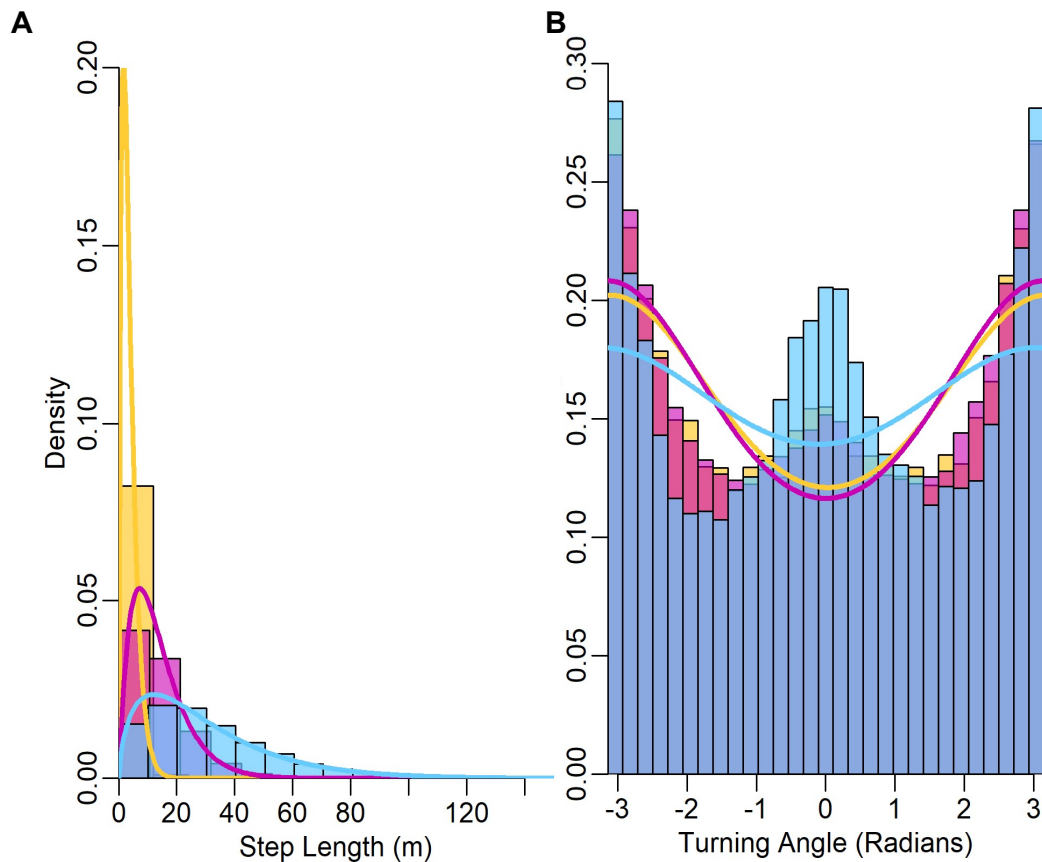 A
Density
0.00 0.05 0.10 0.15 0.20
0 20 40 60 80 120
Step Length (m)
B
0.00 0.05 0.10 0.15 0.20 0.25 0.30
-3 -2 -1 0 1 2 3
Turning Angle (Radians)